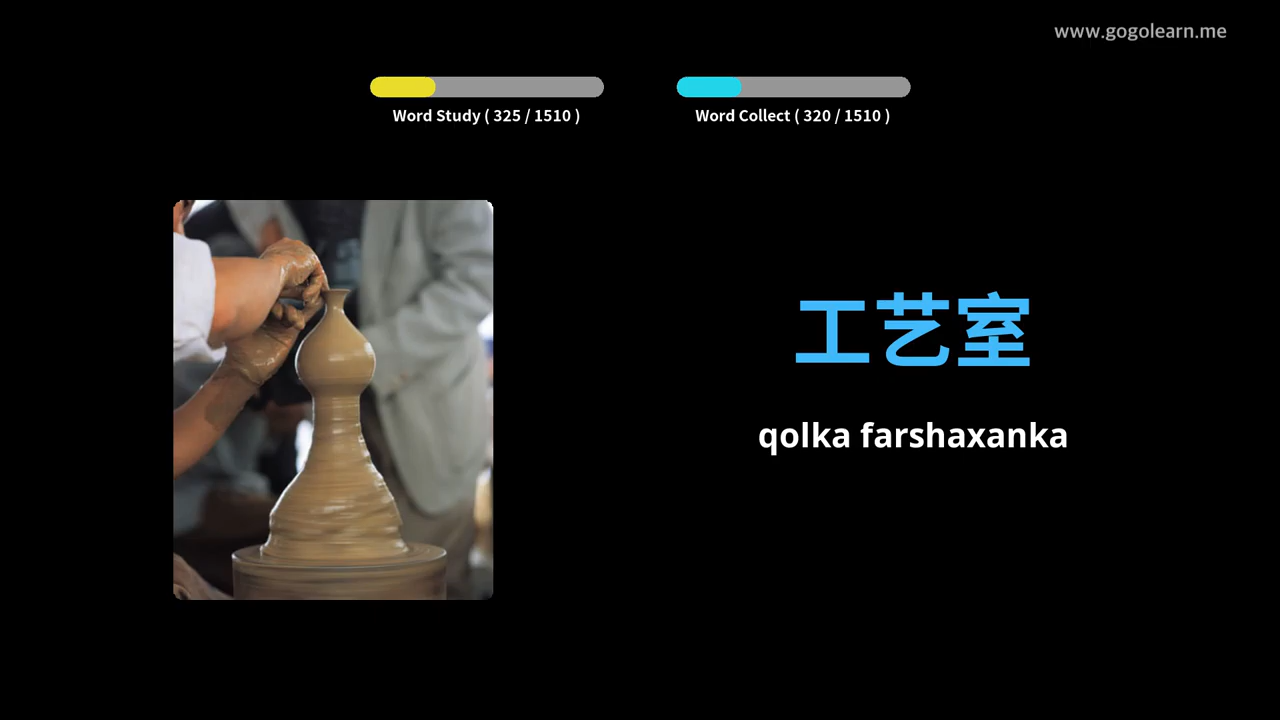 www.gogolearn.me
Word Study ( 325 / 1510 )
Word Collect ( 320 / 1510 )
工艺室
qolka farshaxanka